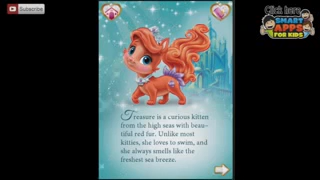 Subscribe
Click here
SMART
APPS
FOR KIDS
Treasure is a curious kitten
from the high seas with beau-
tiful red fur. Unlike most
kitties, she loves to swim, and
she always smells like the
freshest sea breeze.